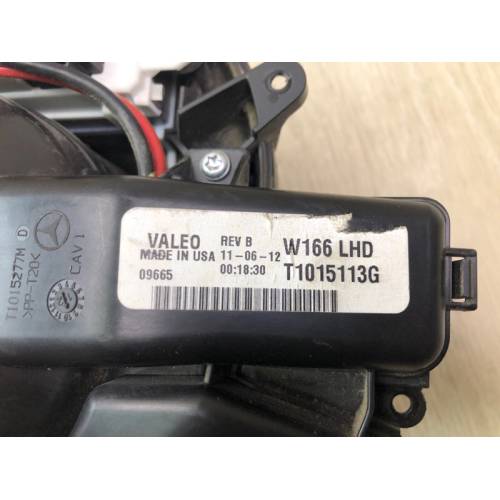 VALEO REV B W166 LHD
MADE IN USA 11-06-12
09665 00:18:30 T1015113G
T1015277M D
>PP-T20<
CAV 1